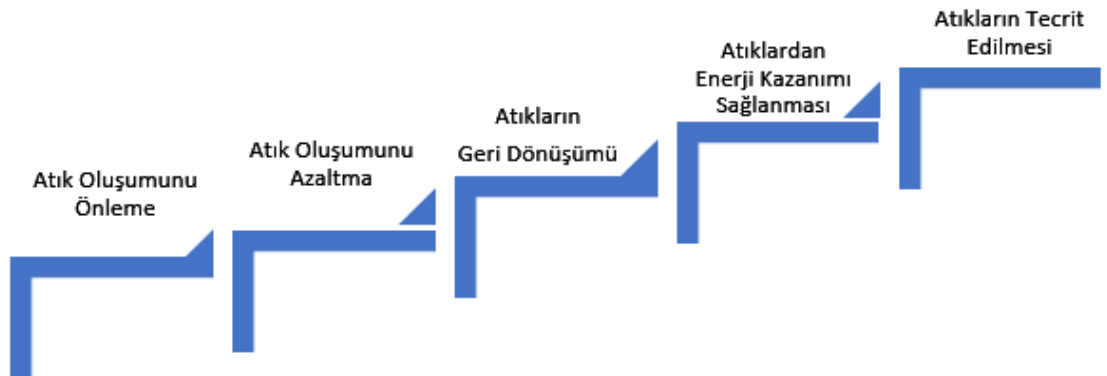 Atık Oluşumunu
Önleme
Atık Oluşumunu
Azaltma
Atıkların
Geri Dönüşümü
Atıklardan
Enerji Kazanımı
Sağlanması
Atıkların Tecrit
Edilmesi